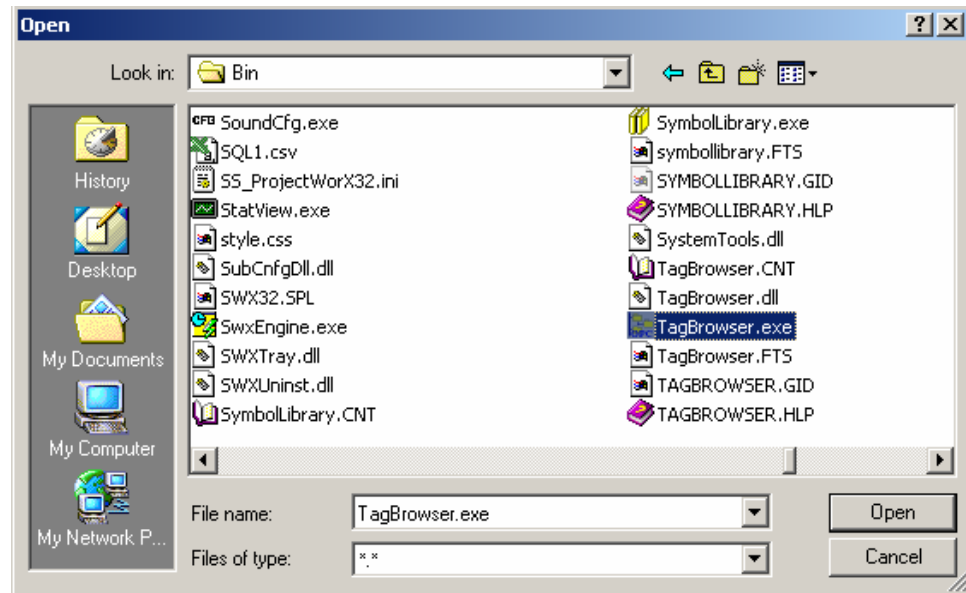 Open
Look in: Bin
History
Desktop
My Documents
My Computer
My Network P...
SoundCfg.exe
SQL1.csv
SS_ProjectWorX32.ini
StatView.exe
style.css
SubCnfgDll.dll
SWX32.SPL
SwxEngine.exe
SWXTray.dll
SWXUninst.dll
SymbolLibrary.CNT
SymbolLibrary.exe
symbollibrary.FTS
SYMBOLLIBRARY.GID
SYMBOLLIBRARY.HLP
SystemTools.dll
TagBrowser.CNT
TagBrowser.dll
TagBrowser.exe
TagBrowser.FTS
TAGBROWSER.GID
TAGBROWSER.HLP
File name: TagBrowser.exe Open
Files of type: *.* Cancel